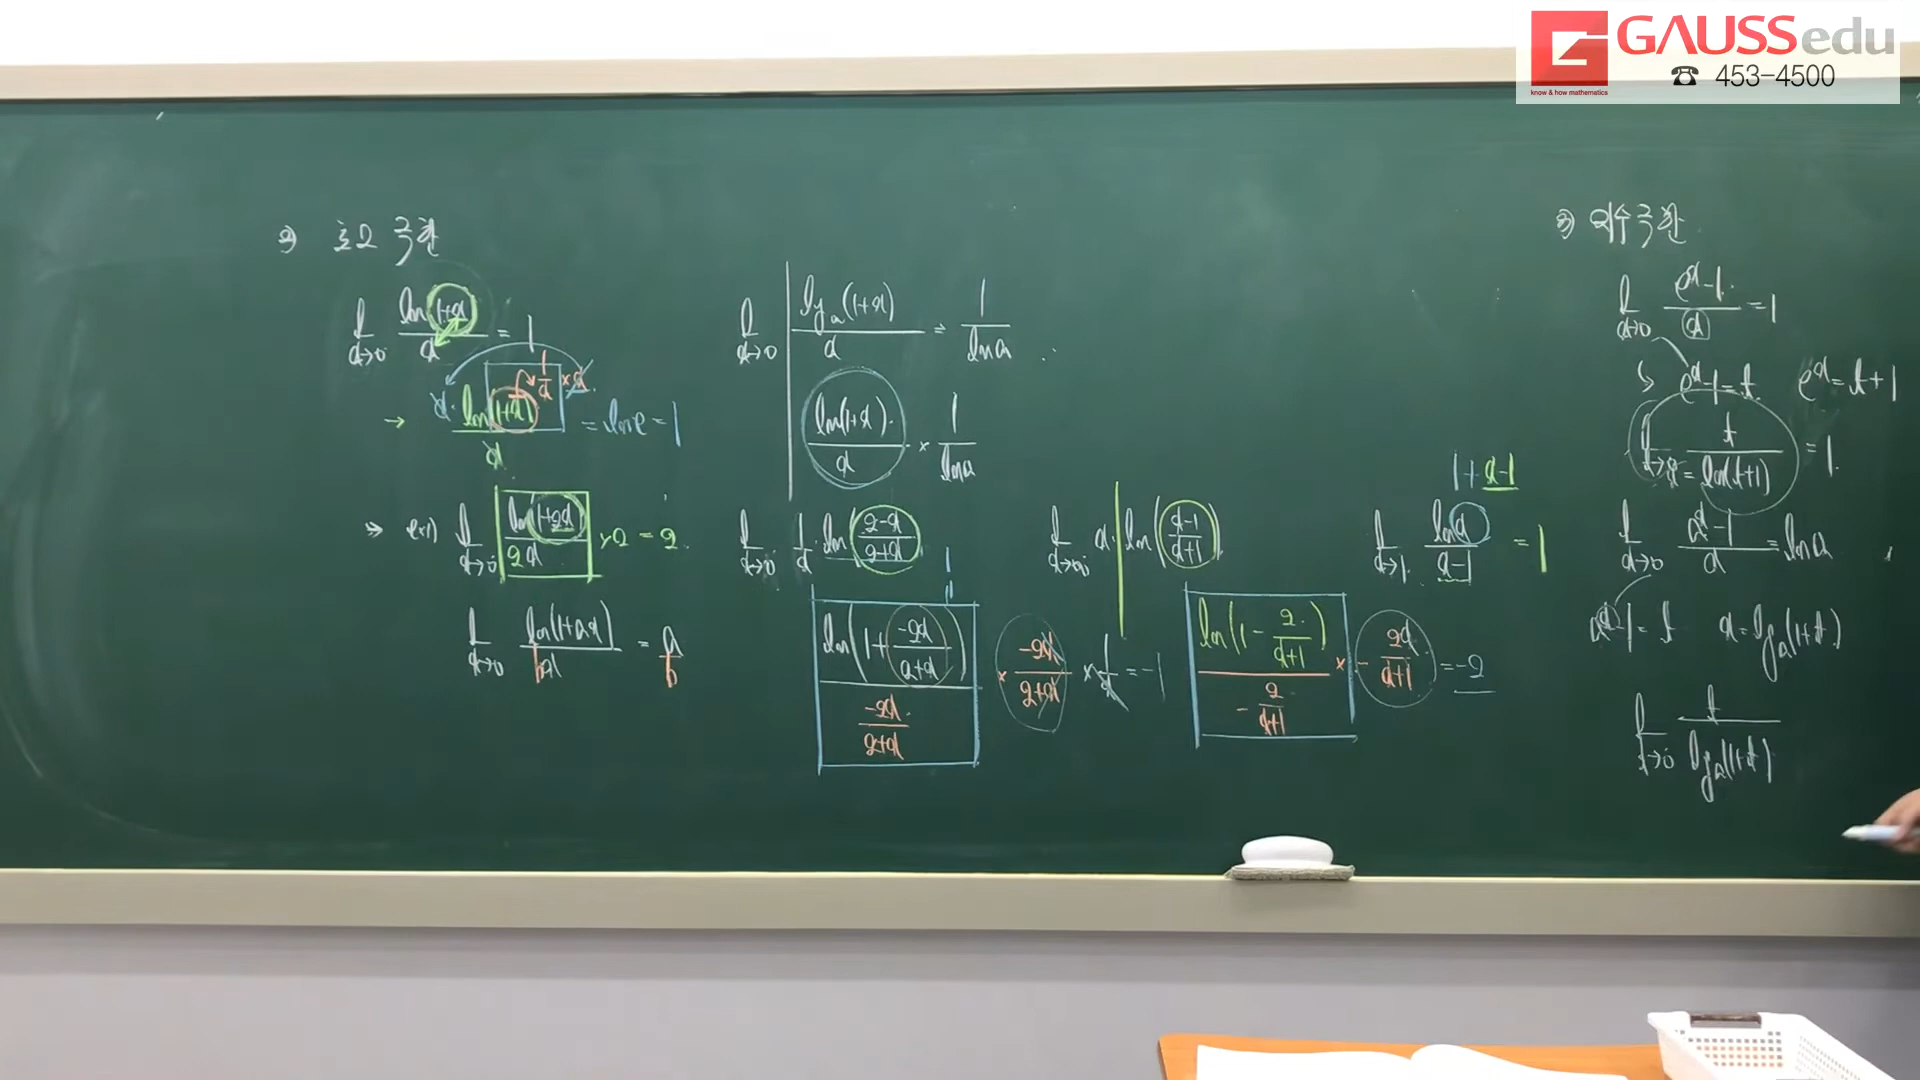 GAUSSedu
know & how mathematics
☎ 453-4500
② 로그 극한
lim x→0 ln(1+x)/x = 1
→ x· ln(1+x)^(1/x ×x) / x = ln e = 1
⇒ ex1) lim x→0 ln(1+2x)/2x × 2 = 2
lim x→0 ln(1+ax)/bx = a/b
lim x→0 log_a(1+x)/x = 1/ln a
ln(1+x)/x × 1/ln a
lim x→0 1/x · ln((2-x)/(2+x))
1
ln(1 + -2x/(2+x)) / (-2x/(2+x)) × -2x/(2+x) × 1/x = -1
lim x→∞ x· ln((x-1)/(x+1))
ln(1 - 2/(x+1)) / (- 2/(x+1)) × - 2x/(x+1) = -2
1+x-1
lim x→1 ln x/(x-1) = 1
③ 지수극한
lim x→0 (e^x-1)/x = 1
↳ e^x-1=t e^x=t+1
t/ln(t+1) = 1
lim x→0 (a^x-1)/x = ln a
a^x-1=t x=log_a(1+t)
lim t→0 t/log_a(1+t)